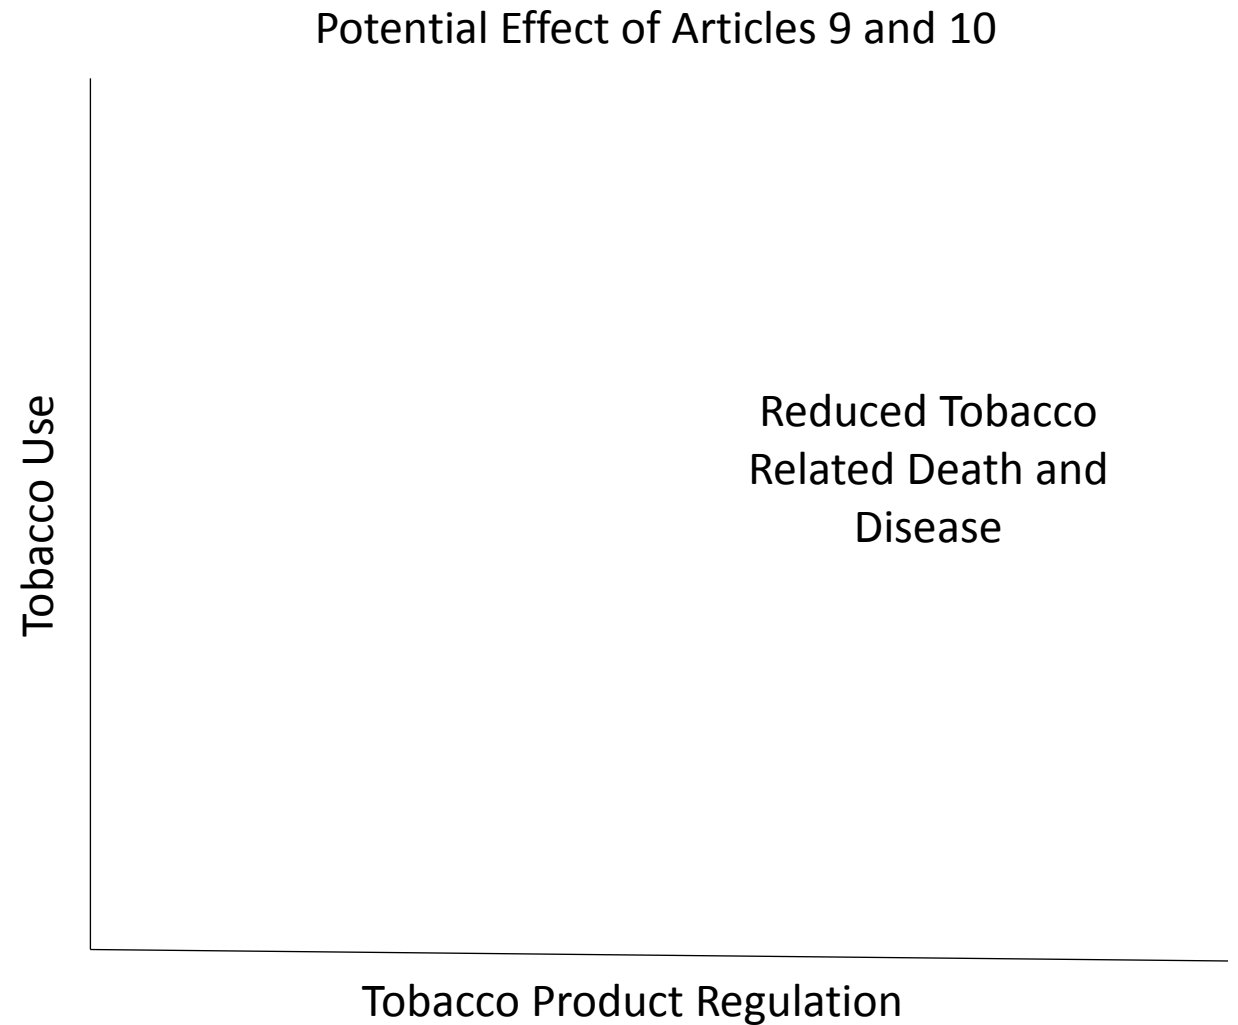 Potential Effect of Articles 9 and 10
Tobacco Use
Reduced Tobacco
Related Death and
Disease
Tobacco Product Regulation